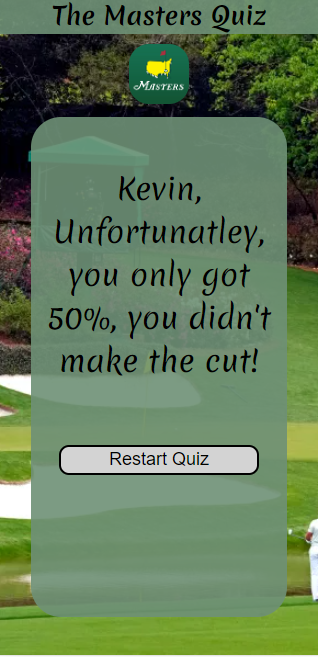 The Masters Quiz
MASTERS
Kevin,
Unfortunatley,
you only got
50%, you didn't
make the cut!
Restart Quiz